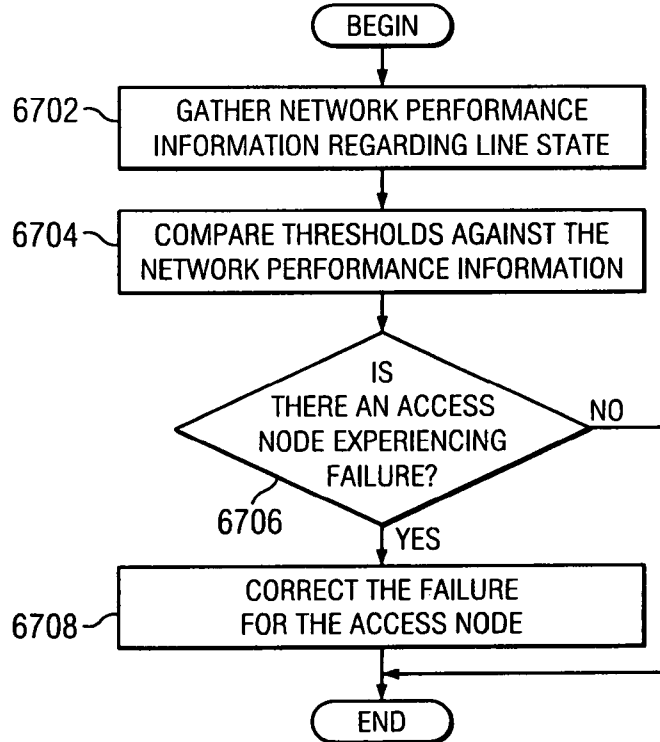 BEGIN
6702
GATHER NETWORK PERFORMANCE
INFORMATION REGARDING LINE STATE
6704
COMPARE THRESHOLDS AGAINST THE
NETWORK PERFORMANCE INFORMATION
IS
THERE AN ACCESS
NODE EXPERIENCING
FAILURE?
NO
6706
YES
6708
CORRECT THE FAILURE
FOR THE ACCESS NODE
END